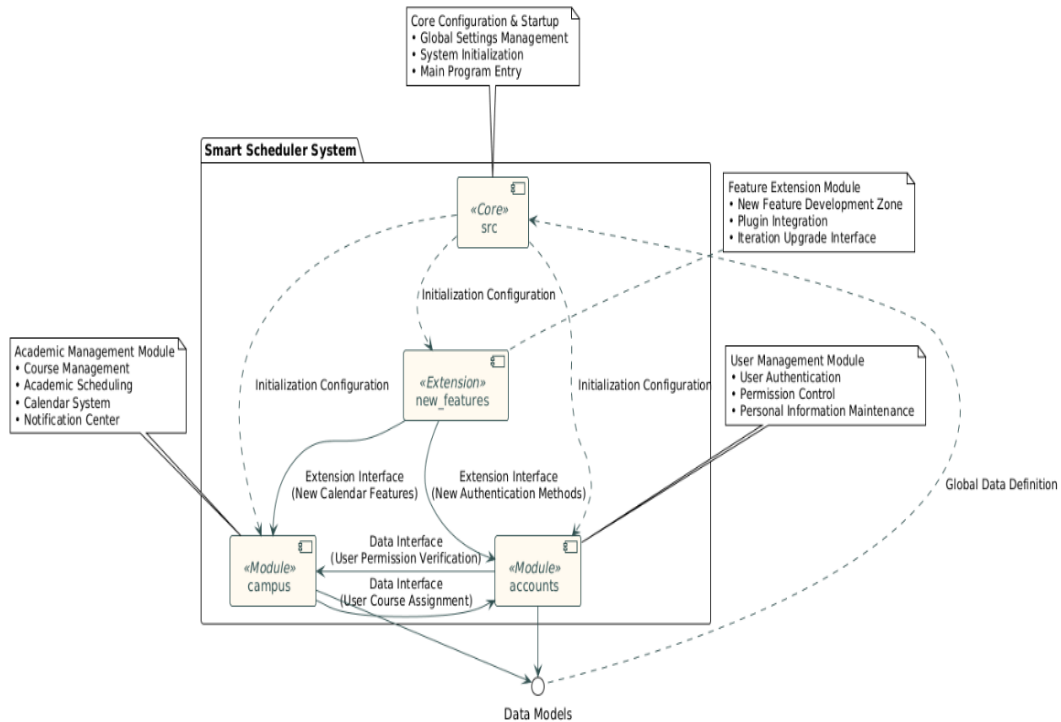 Core Configuration & Startup
• Global Settings Management
• System Initialization
• Main Program Entry
Smart Scheduler System
«Core»
src
Feature Extension Module
• New Feature Development Zone
• Plugin Integration
• Iteration Upgrade Interface
Initialization Configuration
Academic Management Module
• Course Management
• Academic Scheduling
• Calendar System
• Notification Center
Initialization Configuration
«Extension»
new_features
Initialization Configuration
User Management Module
• User Authentication
• Permission Control
• Personal Information Maintenance
Extension Interface
(New Calendar Features)
Extension Interface
(New Authentication Methods)
Global Data Definition
Data Interface
(User Permission Verification)
«Module»
campus
Data Interface
(User Course Assignment)
«Module»
accounts
Data Models